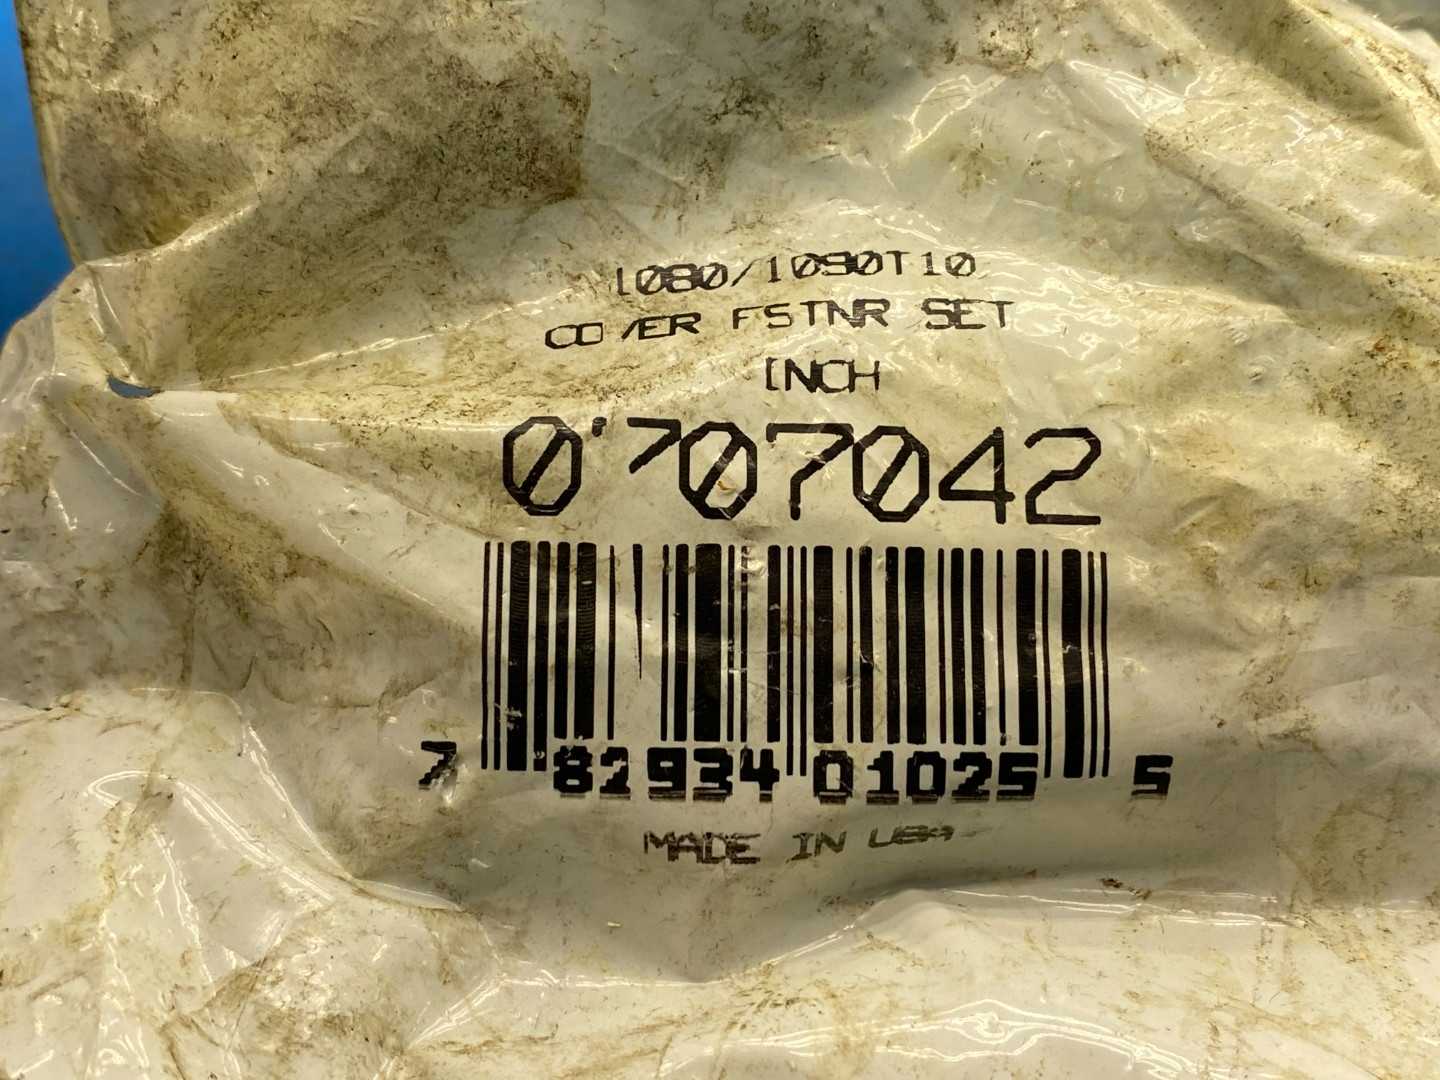 1080/1090T10
COVER FSTNR SET
INCH
0707042
7 82934 01025 5
MADE IN USA